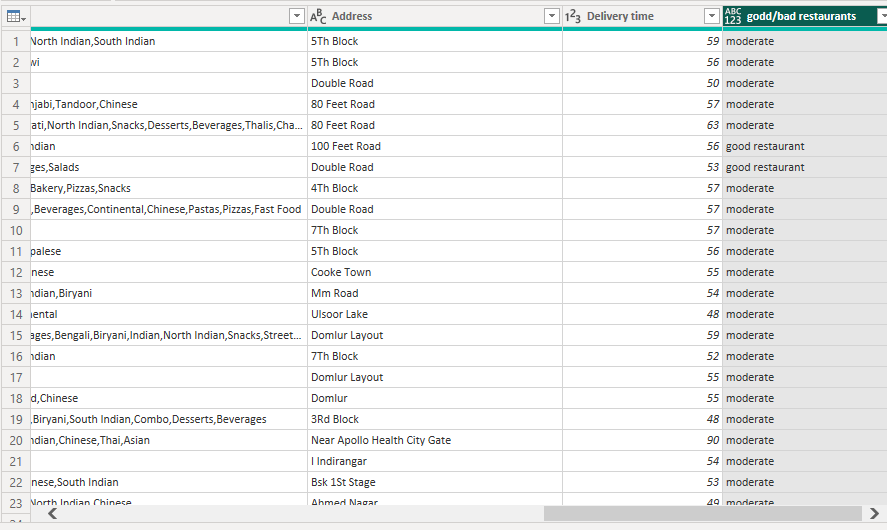 Address 1 2 3 Delivery time ABC 123 godd/bad restaurants
1 North Indian,South Indian 5Th Block 59 moderate
2 wi 5Th Block 56 moderate
3 Double Road 50 moderate
4 njabi,Tandoor,Chinese 80 Feet Road 57 moderate
5 rati,North Indian,Snacks,Desserts,Beverages,Thalis,Cha... 80 Feet Road 63 moderate
6 ndian 100 Feet Road 56 good restaurant
7 ges,Salads Double Road 53 good restaurant
8 Bakery,Pizzas,Snacks 4Th Block 57 moderate
9 ,Beverages,Continental,Chinese,Pastas,Pizzas,Fast Food Double Road 57 moderate
10 7Th Block 57 moderate
11 palese 5Th Block 56 moderate
12 nese Cooke Town 55 moderate
13 ndian,Biryani Mm Road 54 moderate
14 ental Ulsoor Lake 48 moderate
15 ages,Bengali,Biryani,Indian,North Indian,Snacks,Street... Domlur Layout 59 moderate
16 ndian 7Th Block 52 moderate
17 Domlur Layout 55 moderate
18 d,Chinese Domlur 55 moderate
19 ,Biryani,South Indian,Combo,Desserts,Beverages 3Rd Block 48 moderate
20 ndian,Chinese,Thai,Asian Near Apollo Health City Gate 90 moderate
21 I Indirangar 54 moderate
22 nese,South Indian Bsk 1St Stage 53 moderate
23 North Indian,Chinese Ahmed Nagar 49 moderate